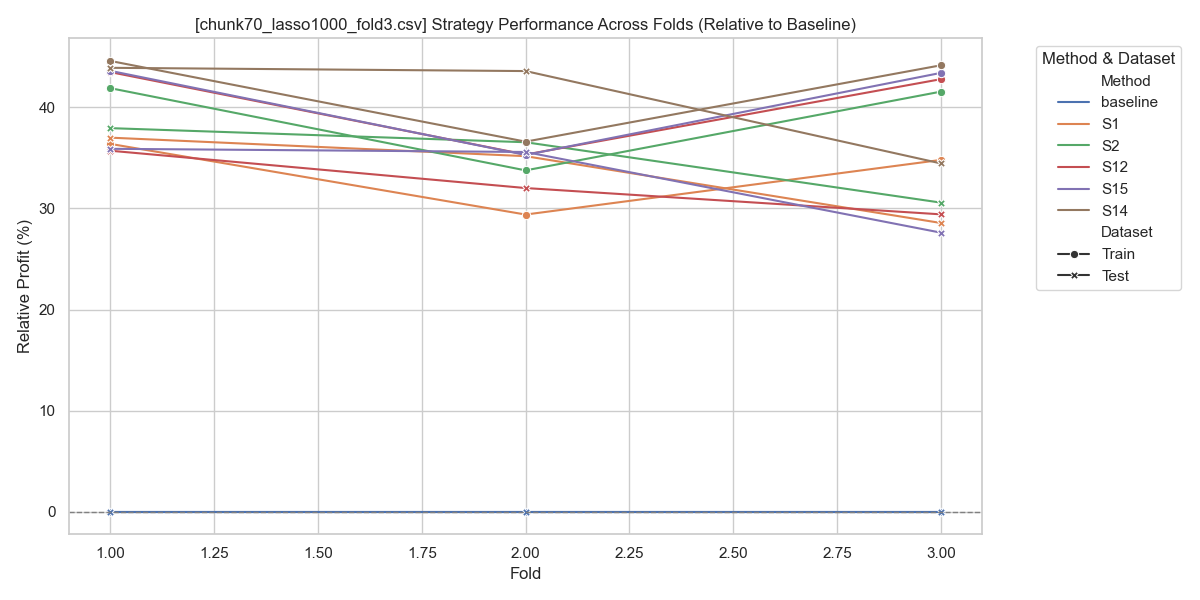 [chunk70_lasso1000_fold3.csv] Strategy Performance Across Folds (Relative to Baseline)
Relative Profit (%)
40
30
20
10
0
1.00 1.25 1.50 1.75 2.00 2.25 2.50 2.75 3.00
Fold
Method & Dataset
Method
baseline
S1
S2
S12
S15
S14
Dataset
Train
Test